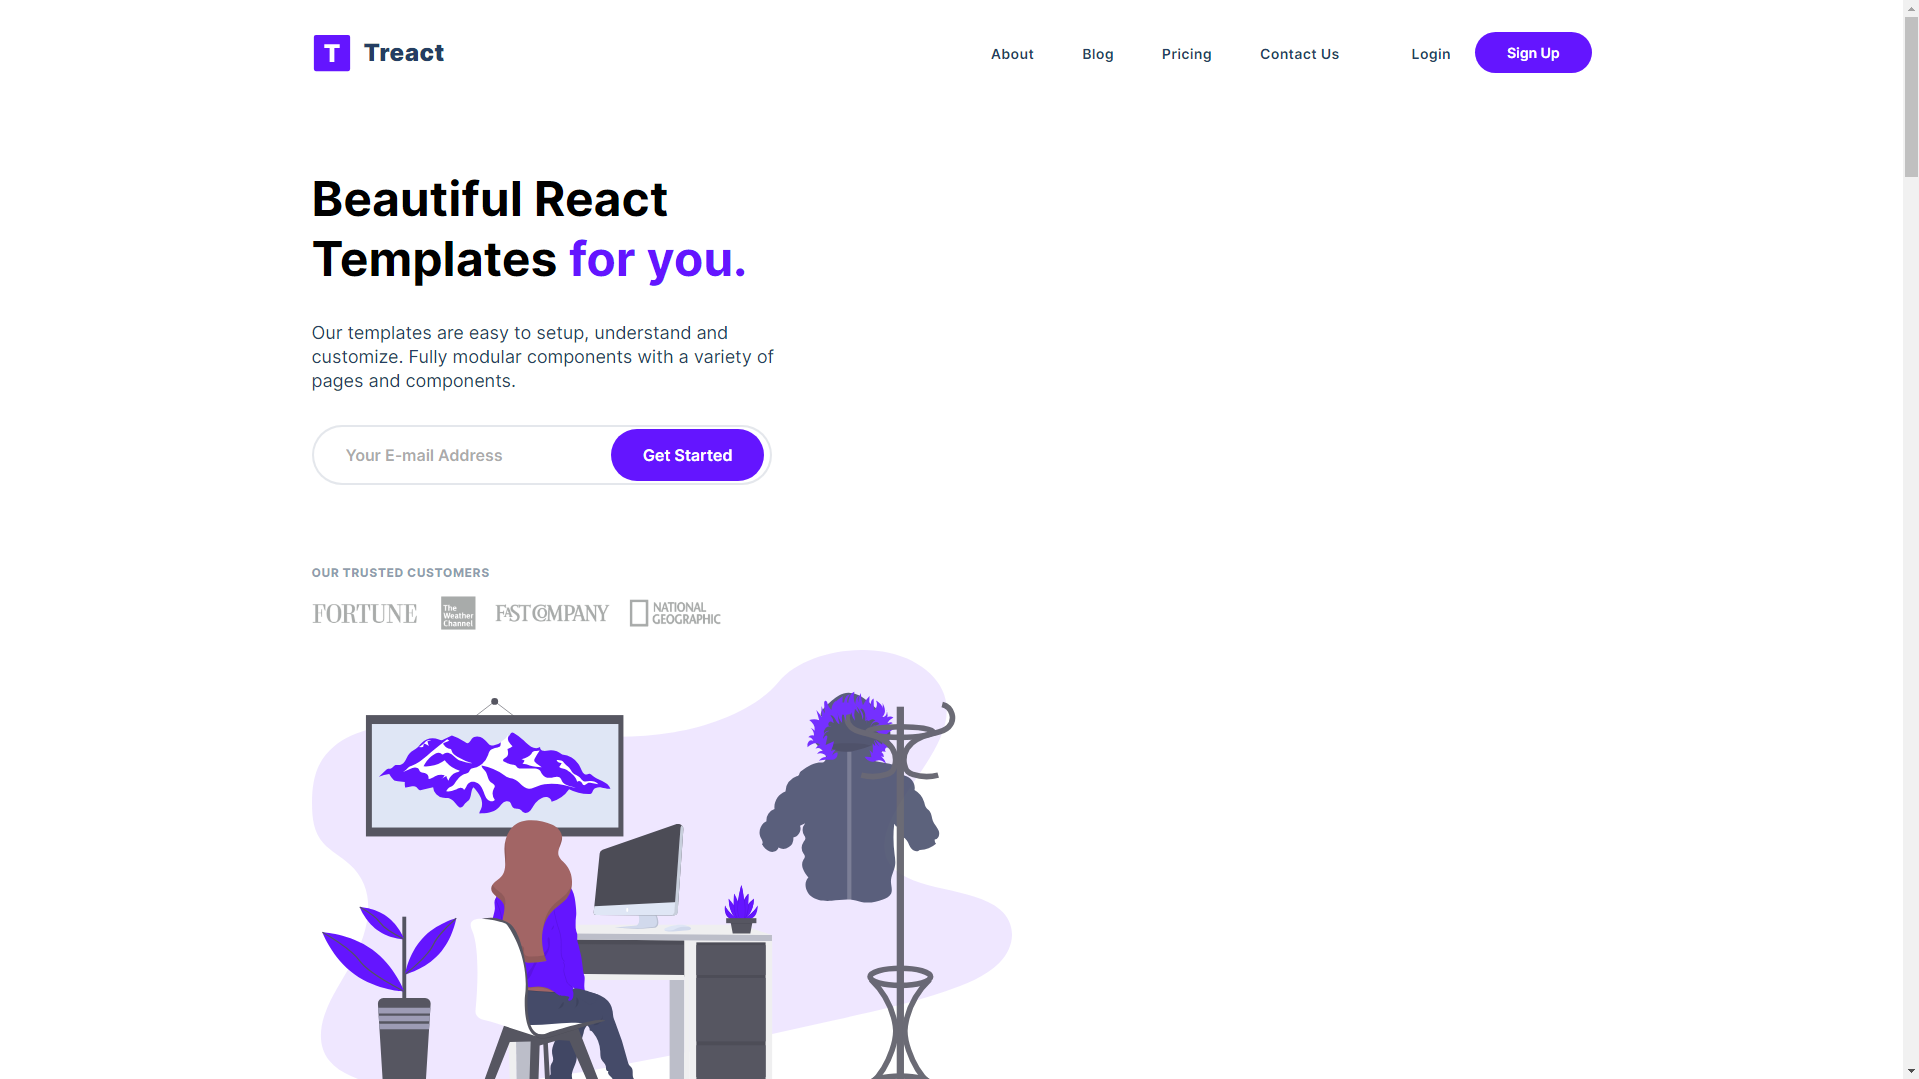 T Treact
About Blog Pricing Contact Us Login Sign Up
Beautiful React
Templates for you.
Our templates are easy to setup, understand and
customize. Fully modular components with a variety of
pages and components.
Your E-mail Address Get Started
OUR TRUSTED CUSTOMERS
FORTUNE
The
Weather
Channel
FAST COMPANY
NATIONAL
GEOGRAPHIC